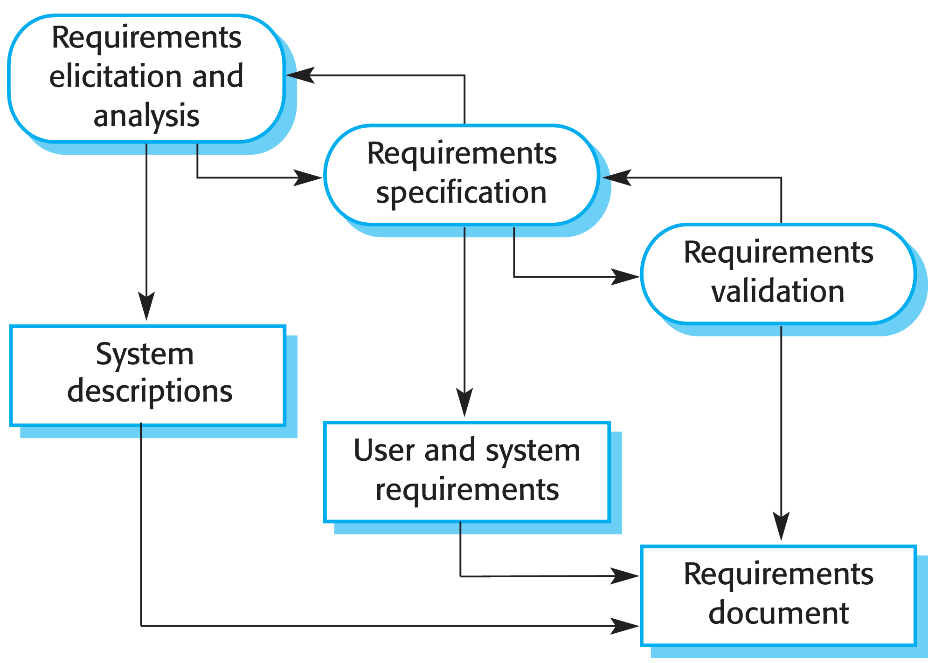 Requirements
elicitation and
analysis
Requirements
specification
Requirements
validation
System
descriptions
User and system
requirements
Requirements
document